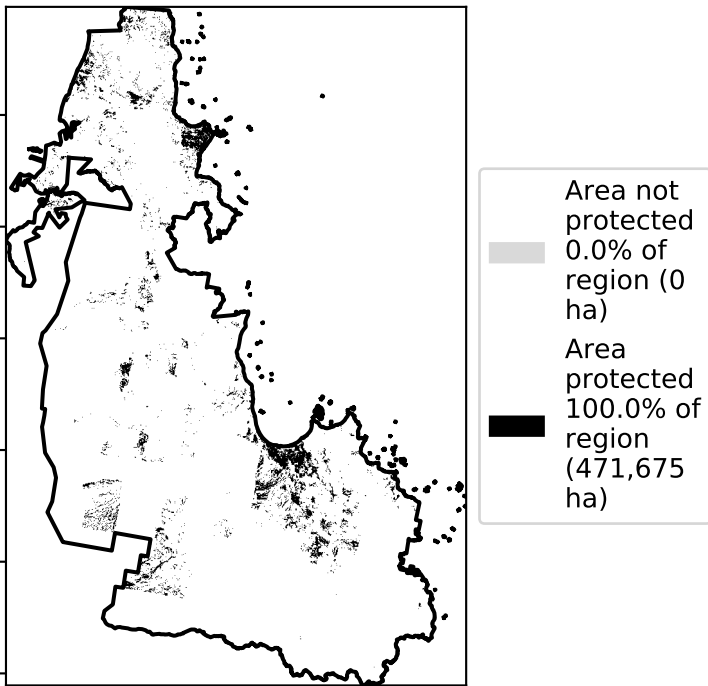 Area not
protected
0.0% of
region (0
ha)
Area
protected
100.0% of
region
(471,675
ha)